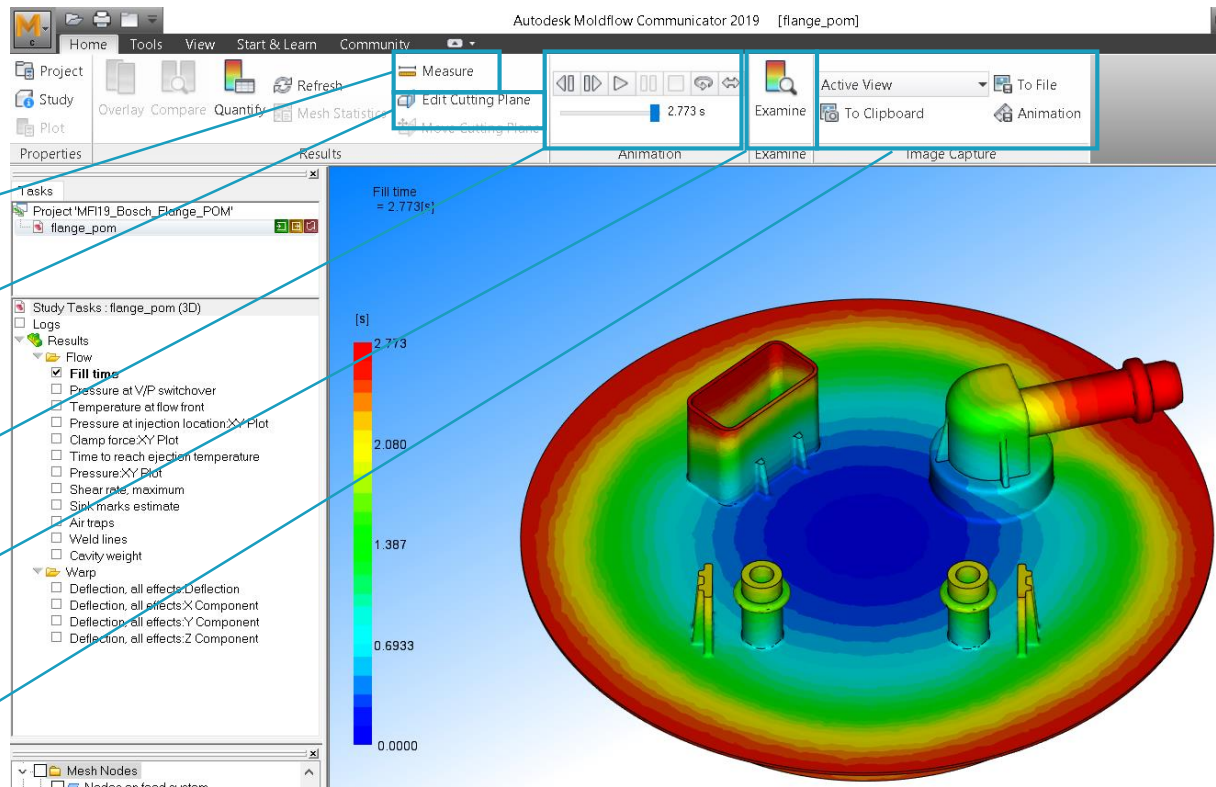 Autodesk Moldflow Communicator 2019 [flange_pom]
Home Tools View Start & Learn Community
Project
Study
Plot
Overlay Compare Quantify
Refresh
Mesh Statistics
Measure
Edit Cutting Plane
Move Cutting Plane
2.773 s
Examine
Active View
To Clipboard
To File
Animation
Properties Results Animation Examine Image Capture
Tasks
Project 'MFI19_Bosch_Flange_POM'
flange_pom
Study Tasks : flange_pom (3D)
Logs
Results
Flow
Fill time
Pressure at V/P switchover
Temperature at flow front
Pressure at injection location:XY Plot
Clamp force:XY Plot
Time to reach ejection temperature
Pressure:XY Plot
Shear rate, maximum
Sink marks estimate
Air traps
Weld lines
Cavity weight
Warp
Deflection, all effects:Deflection
Deflection, all effects:X Component
Deflection, all effects:Y Component
Deflection, all effects:Z Component
Mesh Nodes
Nodes on feed system
Fill time
= 2.773[s]
[s]
2.773
2.080
1.387
0.6933
0.0000